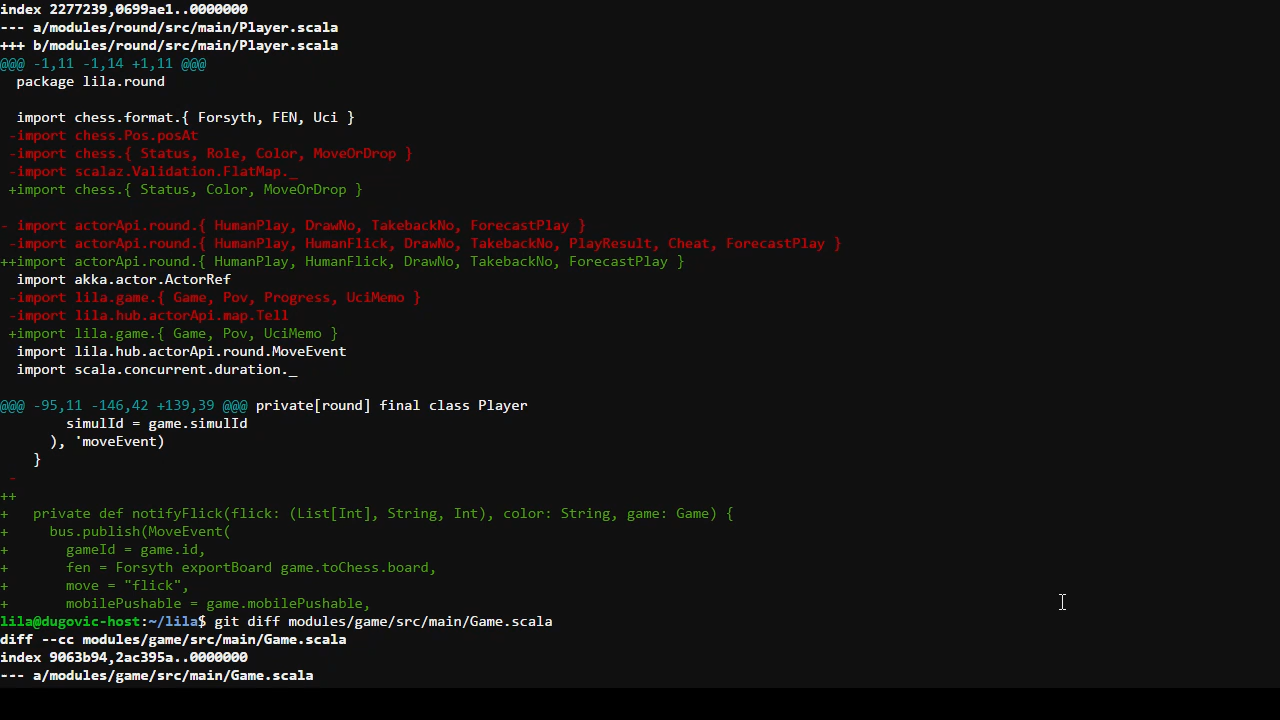 index 2277239,0699ae1..0000000
--- a/modules/round/src/main/Player.scala
+++ b/modules/round/src/main/Player.scala
@@@ -1,11 -1,14 +1,11 @@@
  package lila.round
  import chess.format.{ Forsyth, FEN, Uci }
 -import chess.Pos.posAt
 -import chess.{ Status, Role, Color, MoveOrDrop }
 -import scalaz.Validation.FlatMap._
 +import chess.{ Status, Color, MoveOrDrop }
- import actorApi.round.{ HumanPlay, DrawNo, TakebackNo, ForecastPlay }
 -import actorApi.round.{ HumanPlay, HumanFlick, DrawNo, TakebackNo, PlayResult, Cheat, ForecastPlay }
++import actorApi.round.{ HumanPlay, HumanFlick, DrawNo, TakebackNo, ForecastPlay }
  import akka.actor.ActorRef
 -import lila.game.{ Game, Pov, Progress, UciMemo }
 -import lila.hub.actorApi.map.Tell
 +import lila.game.{ Game, Pov, UciMemo }
  import lila.hub.actorApi.round.MoveEvent
  import scala.concurrent.duration._
@@@ -95,11 -146,42 +139,39 @@@ private[round] final class Player
        simulId = game.simulId
      ), 'moveEvent)
    }
 -
++
+   private def notifyFlick(flick: (List[Int], String, Int), color: String, game: Game) {
+     bus.publish(MoveEvent(
+       gameId = game.id,
+       fen = Forsyth exportBoard game.toChess.board,
+       move = "flick",
+       mobilePushable = game.mobilePushable,
lila@dugovic-host:~/lila$ git diff modules/game/src/main/Game.scala
diff --cc modules/game/src/main/Game.scala
index 9063b94,2ac395a..0000000
--- a/modules/game/src/main/Game.scala